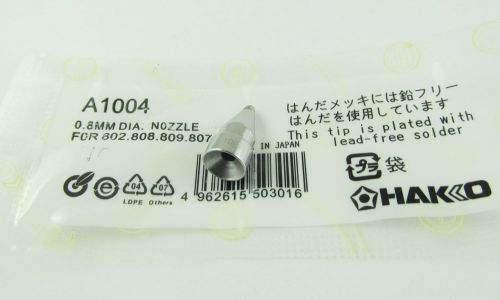 A1004
0.8MM DIA. NOZZLE
FOR 802.808.809.807
IN JAPAN
はんだメッキには鉛フリー
はんだを使用しています
This tip is plated with
lead-free solder
04
07
LDPE
Others
4 962615 503016
プラ
袋
HAKKO